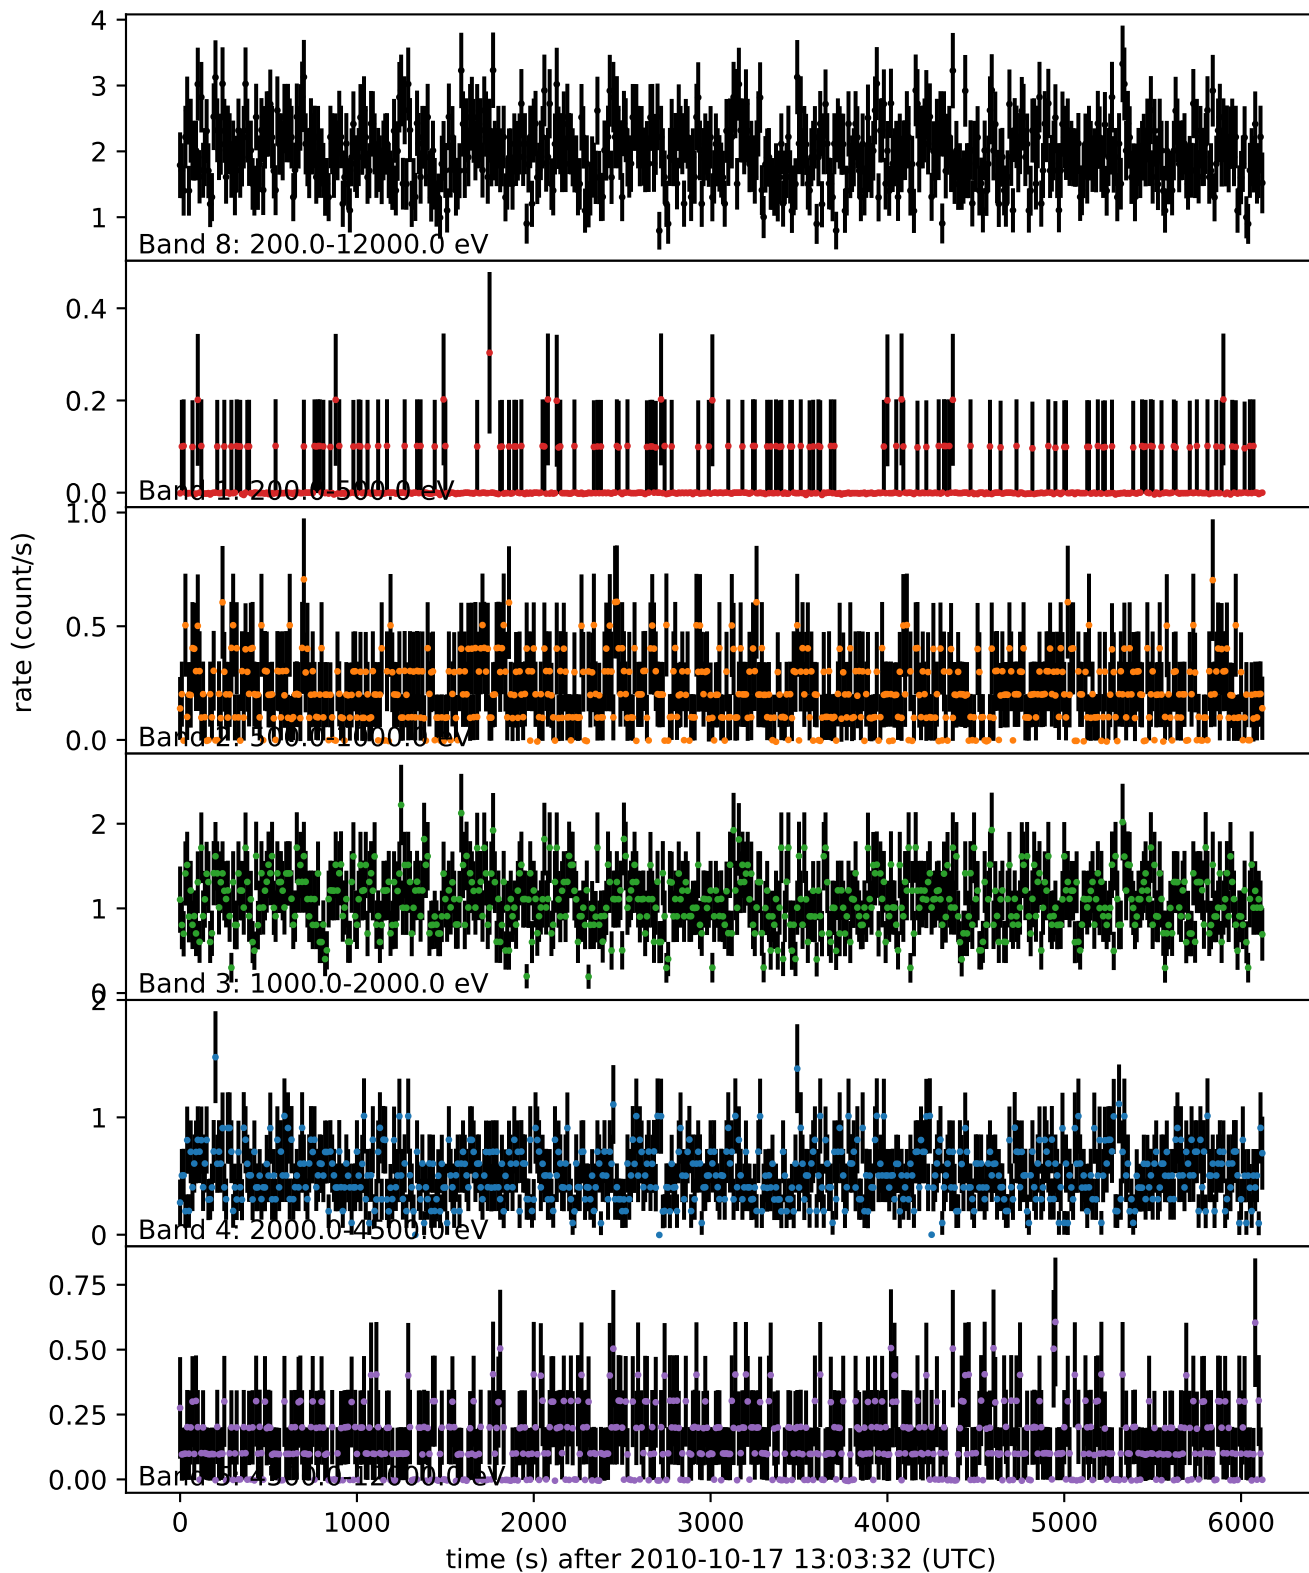 4
3
2
1
Band 8: 200.0-12000.0 eV
0.4
0.2
0.0
Band 1: 200.0-500.0 eV
1.0
0.5
0.0
Band 2: 500.0-1000.0 eV
rate (count/s)
2
1
0
Band 3: 1000.0-2000.0 eV
2
1
0
Band 4: 2000.0-4500.0 eV
0.75
0.50
0.25
0.00
Band 5: 4500.0-12000.0 eV
0 1000 2000 3000 4000 5000 6000
time (s) after 2010-10-17 13:03:32 (UTC)